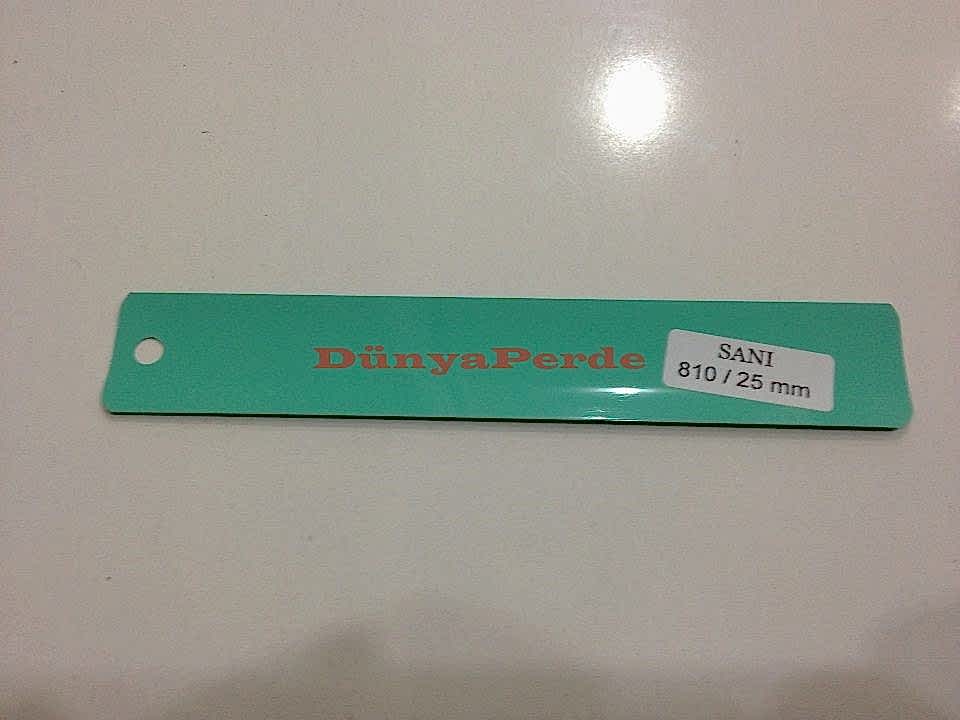 DünyaPerde
SANI
810 / 25 mm